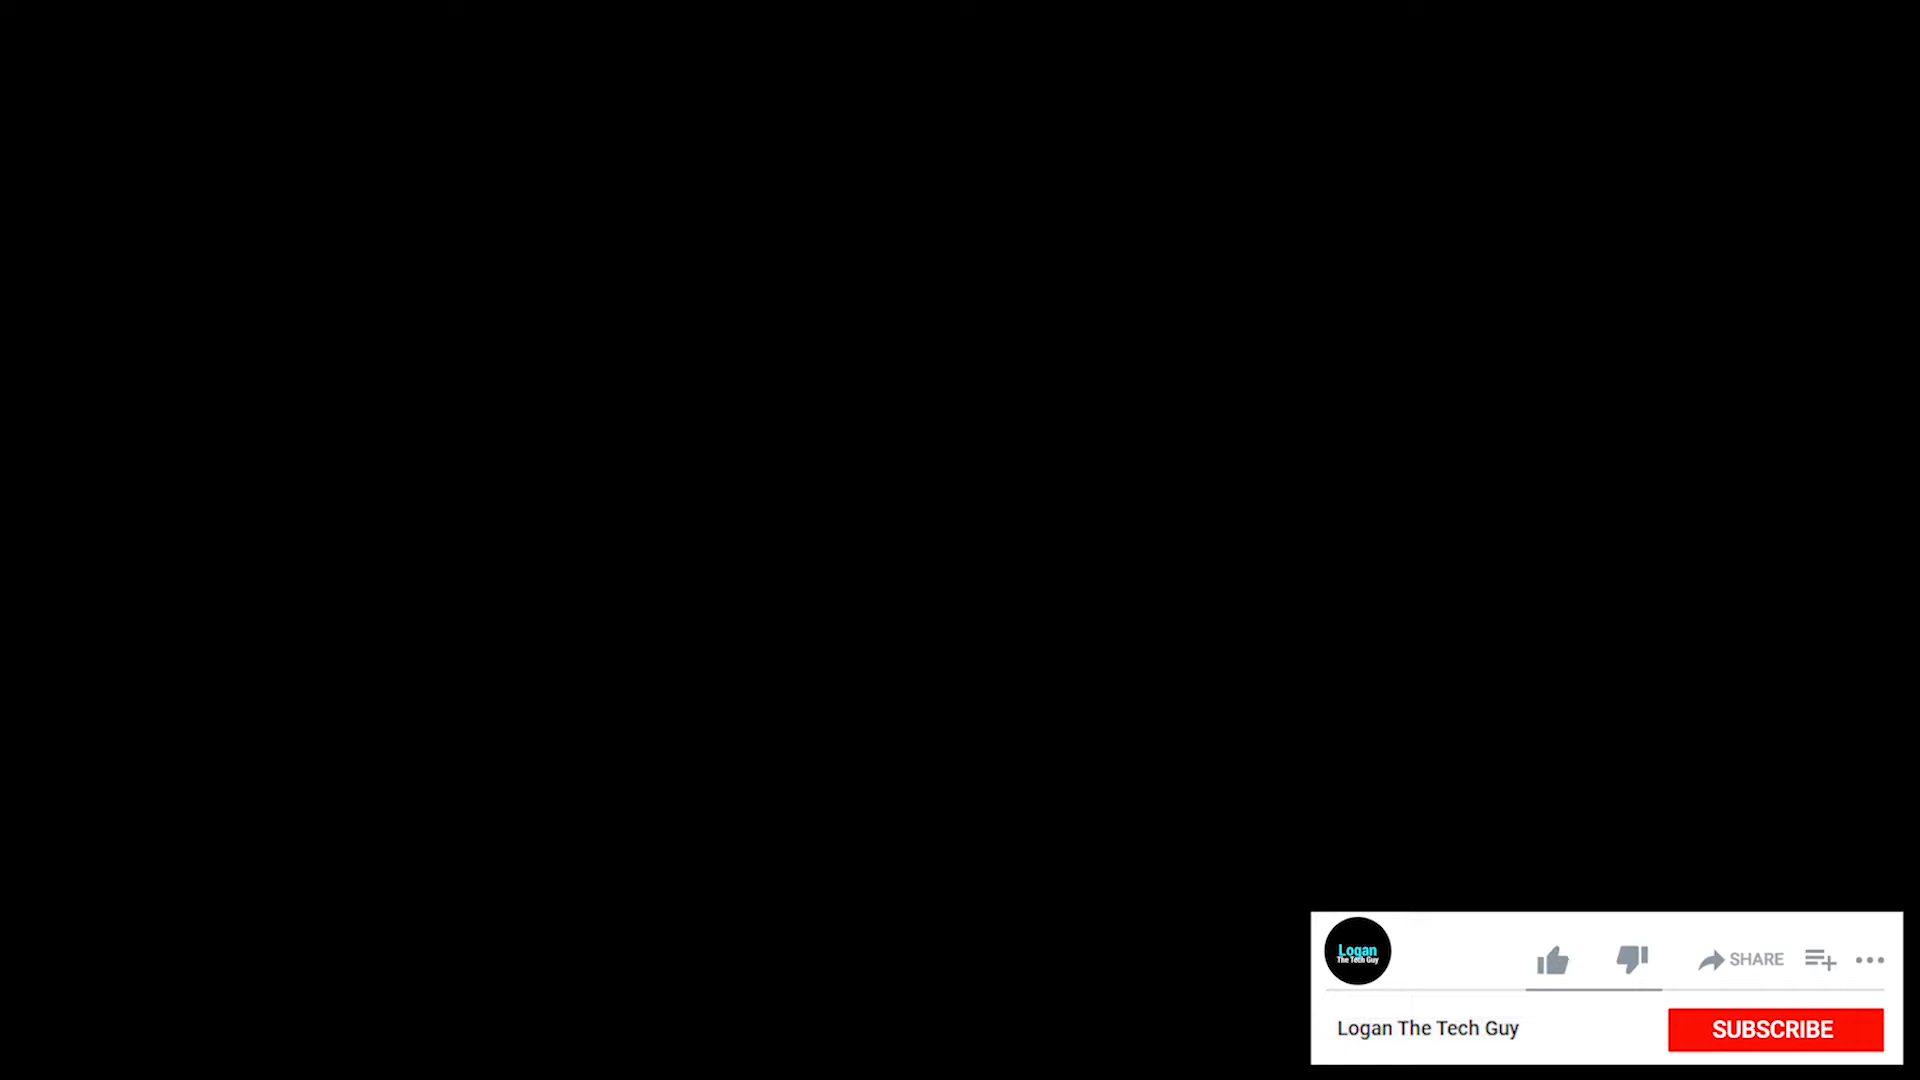 Logan
The Tech Guy
SHARE
Logan The Tech Guy
SUBSCRIBE